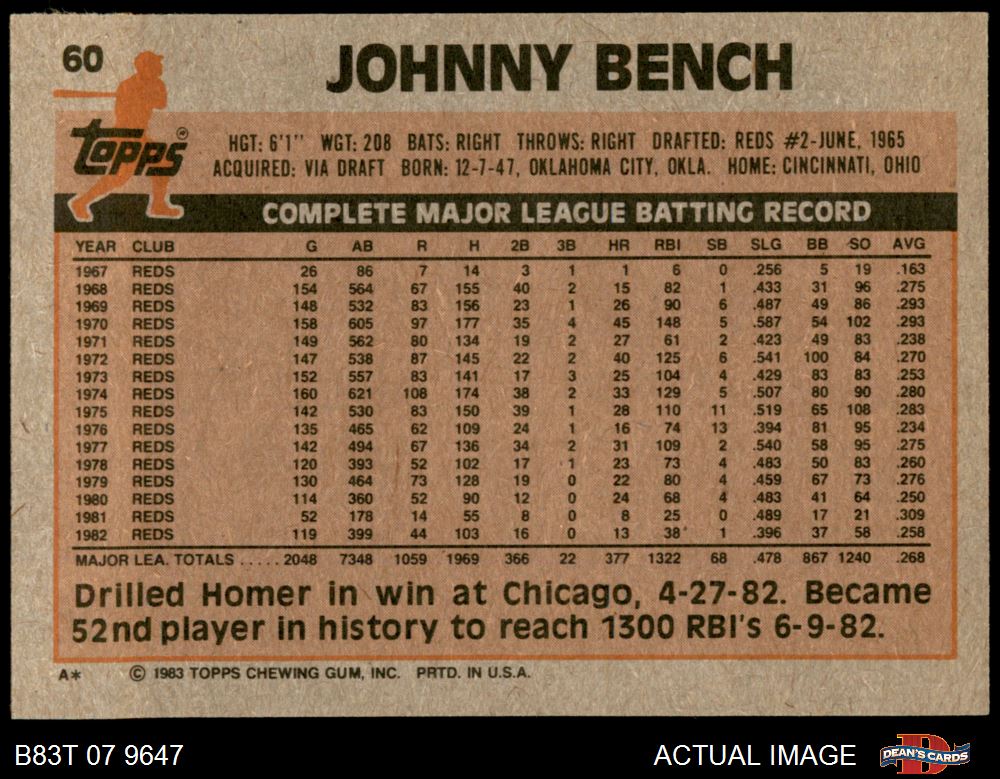 60
JOHNNY BENCH
topps®
HGT: 6'1" WGT: 208 BATS: RIGHT THROWS: RIGHT DRAFTED: REDS #2-JUNE, 1965
ACQUIRED: VIA DRAFT BORN: 12-7-47, OKLAHOMA CITY, OKLA. HOME: CINCINNATI, OHIO
COMPLETE MAJOR LEAGUE BATTING RECORD
YEAR CLUB G AB R H 2B 3B HR RBI SB SLG BB SO AVG
1967 REDS 26 86 7 14 3 1 1 6 0 .256 5 19 .163
1968 REDS 154 564 67 155 40 2 15 82 1 .433 31 96 .275
1969 REDS 148 532 83 156 23 1 26 90 6 .487 49 86 .293
1970 REDS 158 605 97 177 35 4 45 148 5 .587 54 102 .293
1971 REDS 149 562 80 134 19 2 27 61 2 .423 49 83 .238
1972 REDS 147 538 87 145 22 2 40 125 6 .541 100 84 .270
1973 REDS 152 557 83 141 17 3 25 104 4 .429 83 83 .253
1974 REDS 160 621 108 174 38 2 33 129 5 .507 80 90 .280
1975 REDS 142 530 83 150 39 1 28 110 11 .519 65 108 .283
1976 REDS 135 465 62 109 24 1 16 74 13 .394 81 95 .234
1977 REDS 142 494 67 136 34 2 31 109 2 .540 58 95 .275
1978 REDS 120 393 52 102 17 1 23 73 4 .483 50 83 .260
1979 REDS 130 464 73 128 19 0 22 80 4 .459 67 73 .276
1980 REDS 114 360 52 90 12 0 24 68 4 .483 41 64 .250
1981 REDS 52 178 14 55 8 0 8 25 0 .489 17 21 .309
1982 REDS 119 399 44 103 16 0 13 38 1 .396 37 58 .258
MAJOR LEA. TOTALS ..... 2048 7348 1059 1969 366 22 377 1322 68 .478 867 1240 .268
Drilled Homer in win at Chicago, 4-27-82. Became
52nd player in history to reach 1300 RBI's 6-9-82.
A* © 1983 TOPPS CHEWING GUM, INC. PRTD. IN U.S.A.
B83T 07 9647 ACTUAL IMAGE D DEAN'S CARDS